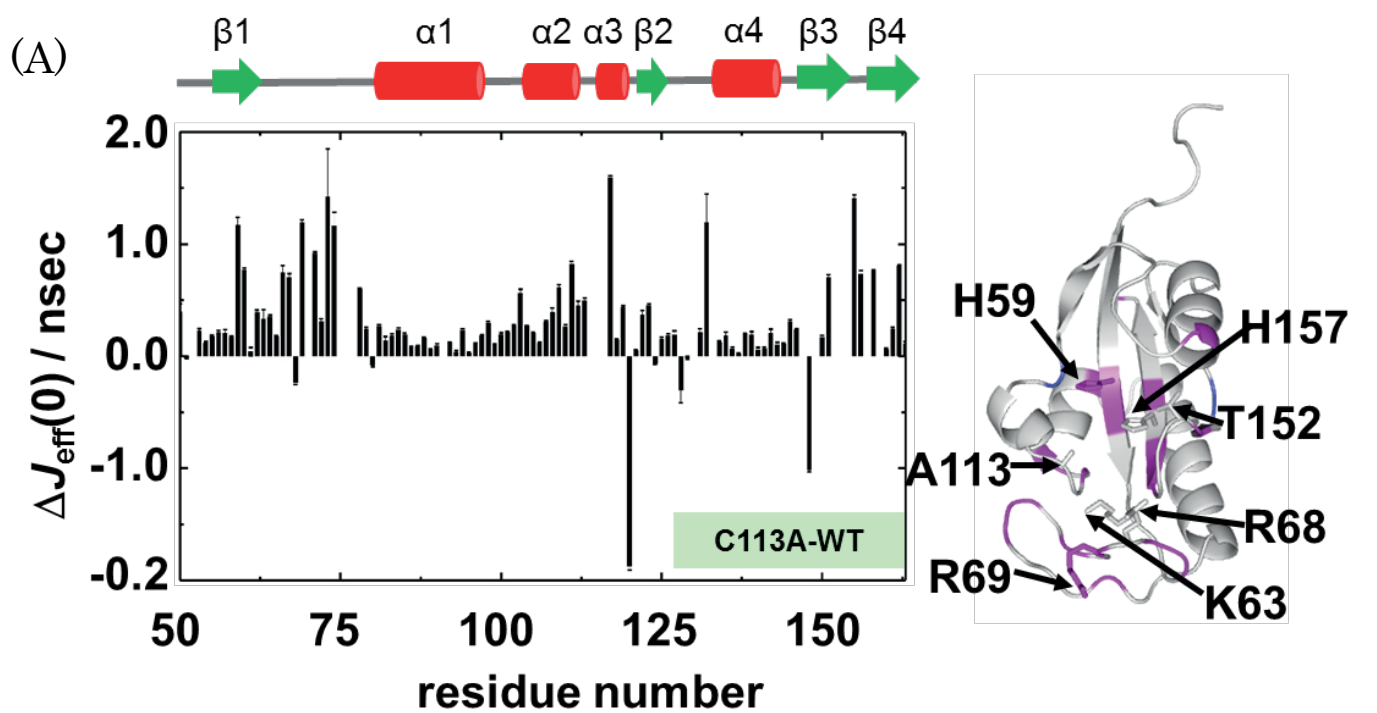 (A)
β1 α1 α2 α3 β2 α4 β3 β4
2.0
1.0
0.0
-1.0
-0.2
ΔJeff(0) / nsec
C113A-WT
50 75 100 125 150
residue number
H59
H157
T152
A113
R68
R69
K63